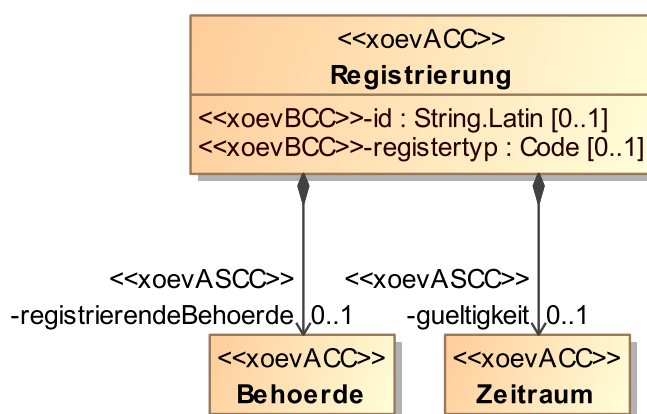 <<xoevACC>>
Registrierung
<<xoevBCC>>-id : String.Latin [0..1]
<<xoevBCC>>-registertyp : Code [0..1]
<<xoevASCC>> <<xoevASCC>>
-registrierendeBehoerde 0..1 -gueltigkeit 0..1
<<xoevACC>> <<xoevACC>>
Behoerde Zeitraum